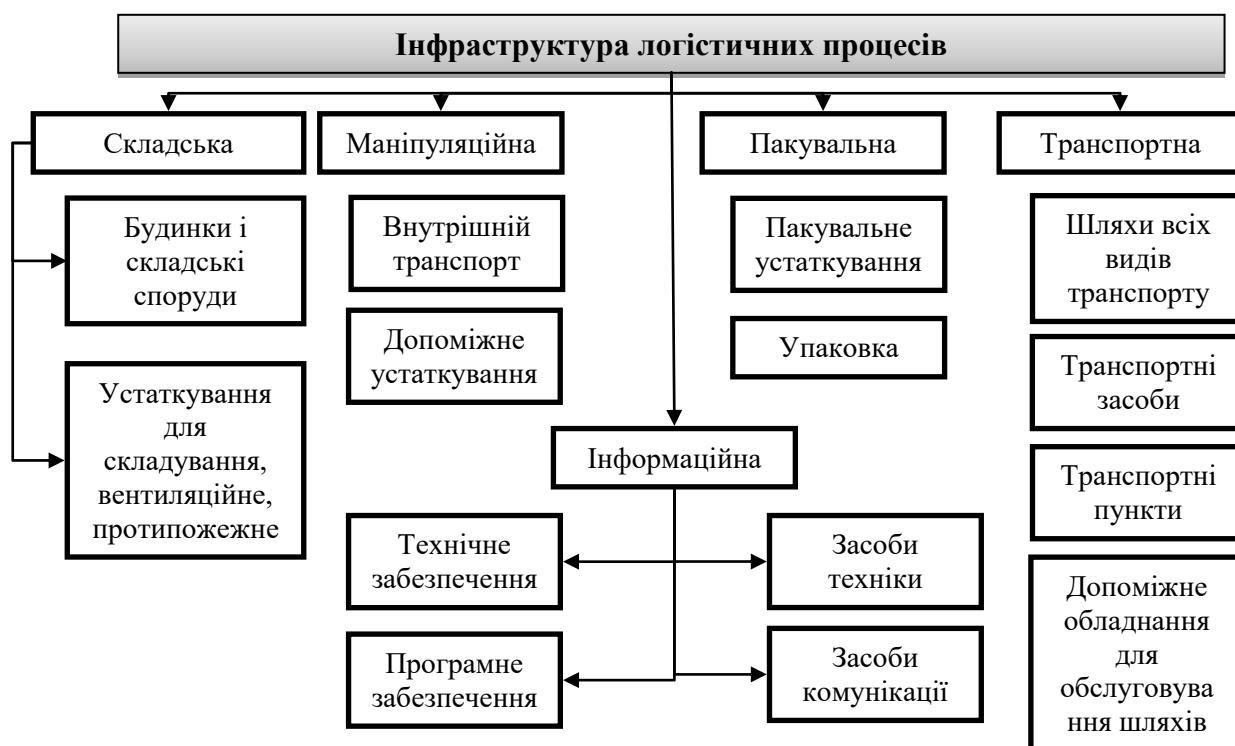 Інфраструктура логістичних процесів
Складська
Маніпуляційна
Пакувальна
Транспортна
Будинки і
складські
споруди
Устаткування
для
складування,
вентиляційне,
протипожежне
Внутрішній
транспорт
Допоміжне
устаткування
Пакувальне
устаткування
Упаковка
Шляхи всіх
видів
транспорту
Транспортні
засоби
Транспортні
пункти
Допоміжне
обладнання
для
обслуговува
ння шляхів
Інформаційна
Технічне
забезпечення
Засоби
техніки
Програмне
забезпечення
Засоби
комунікації